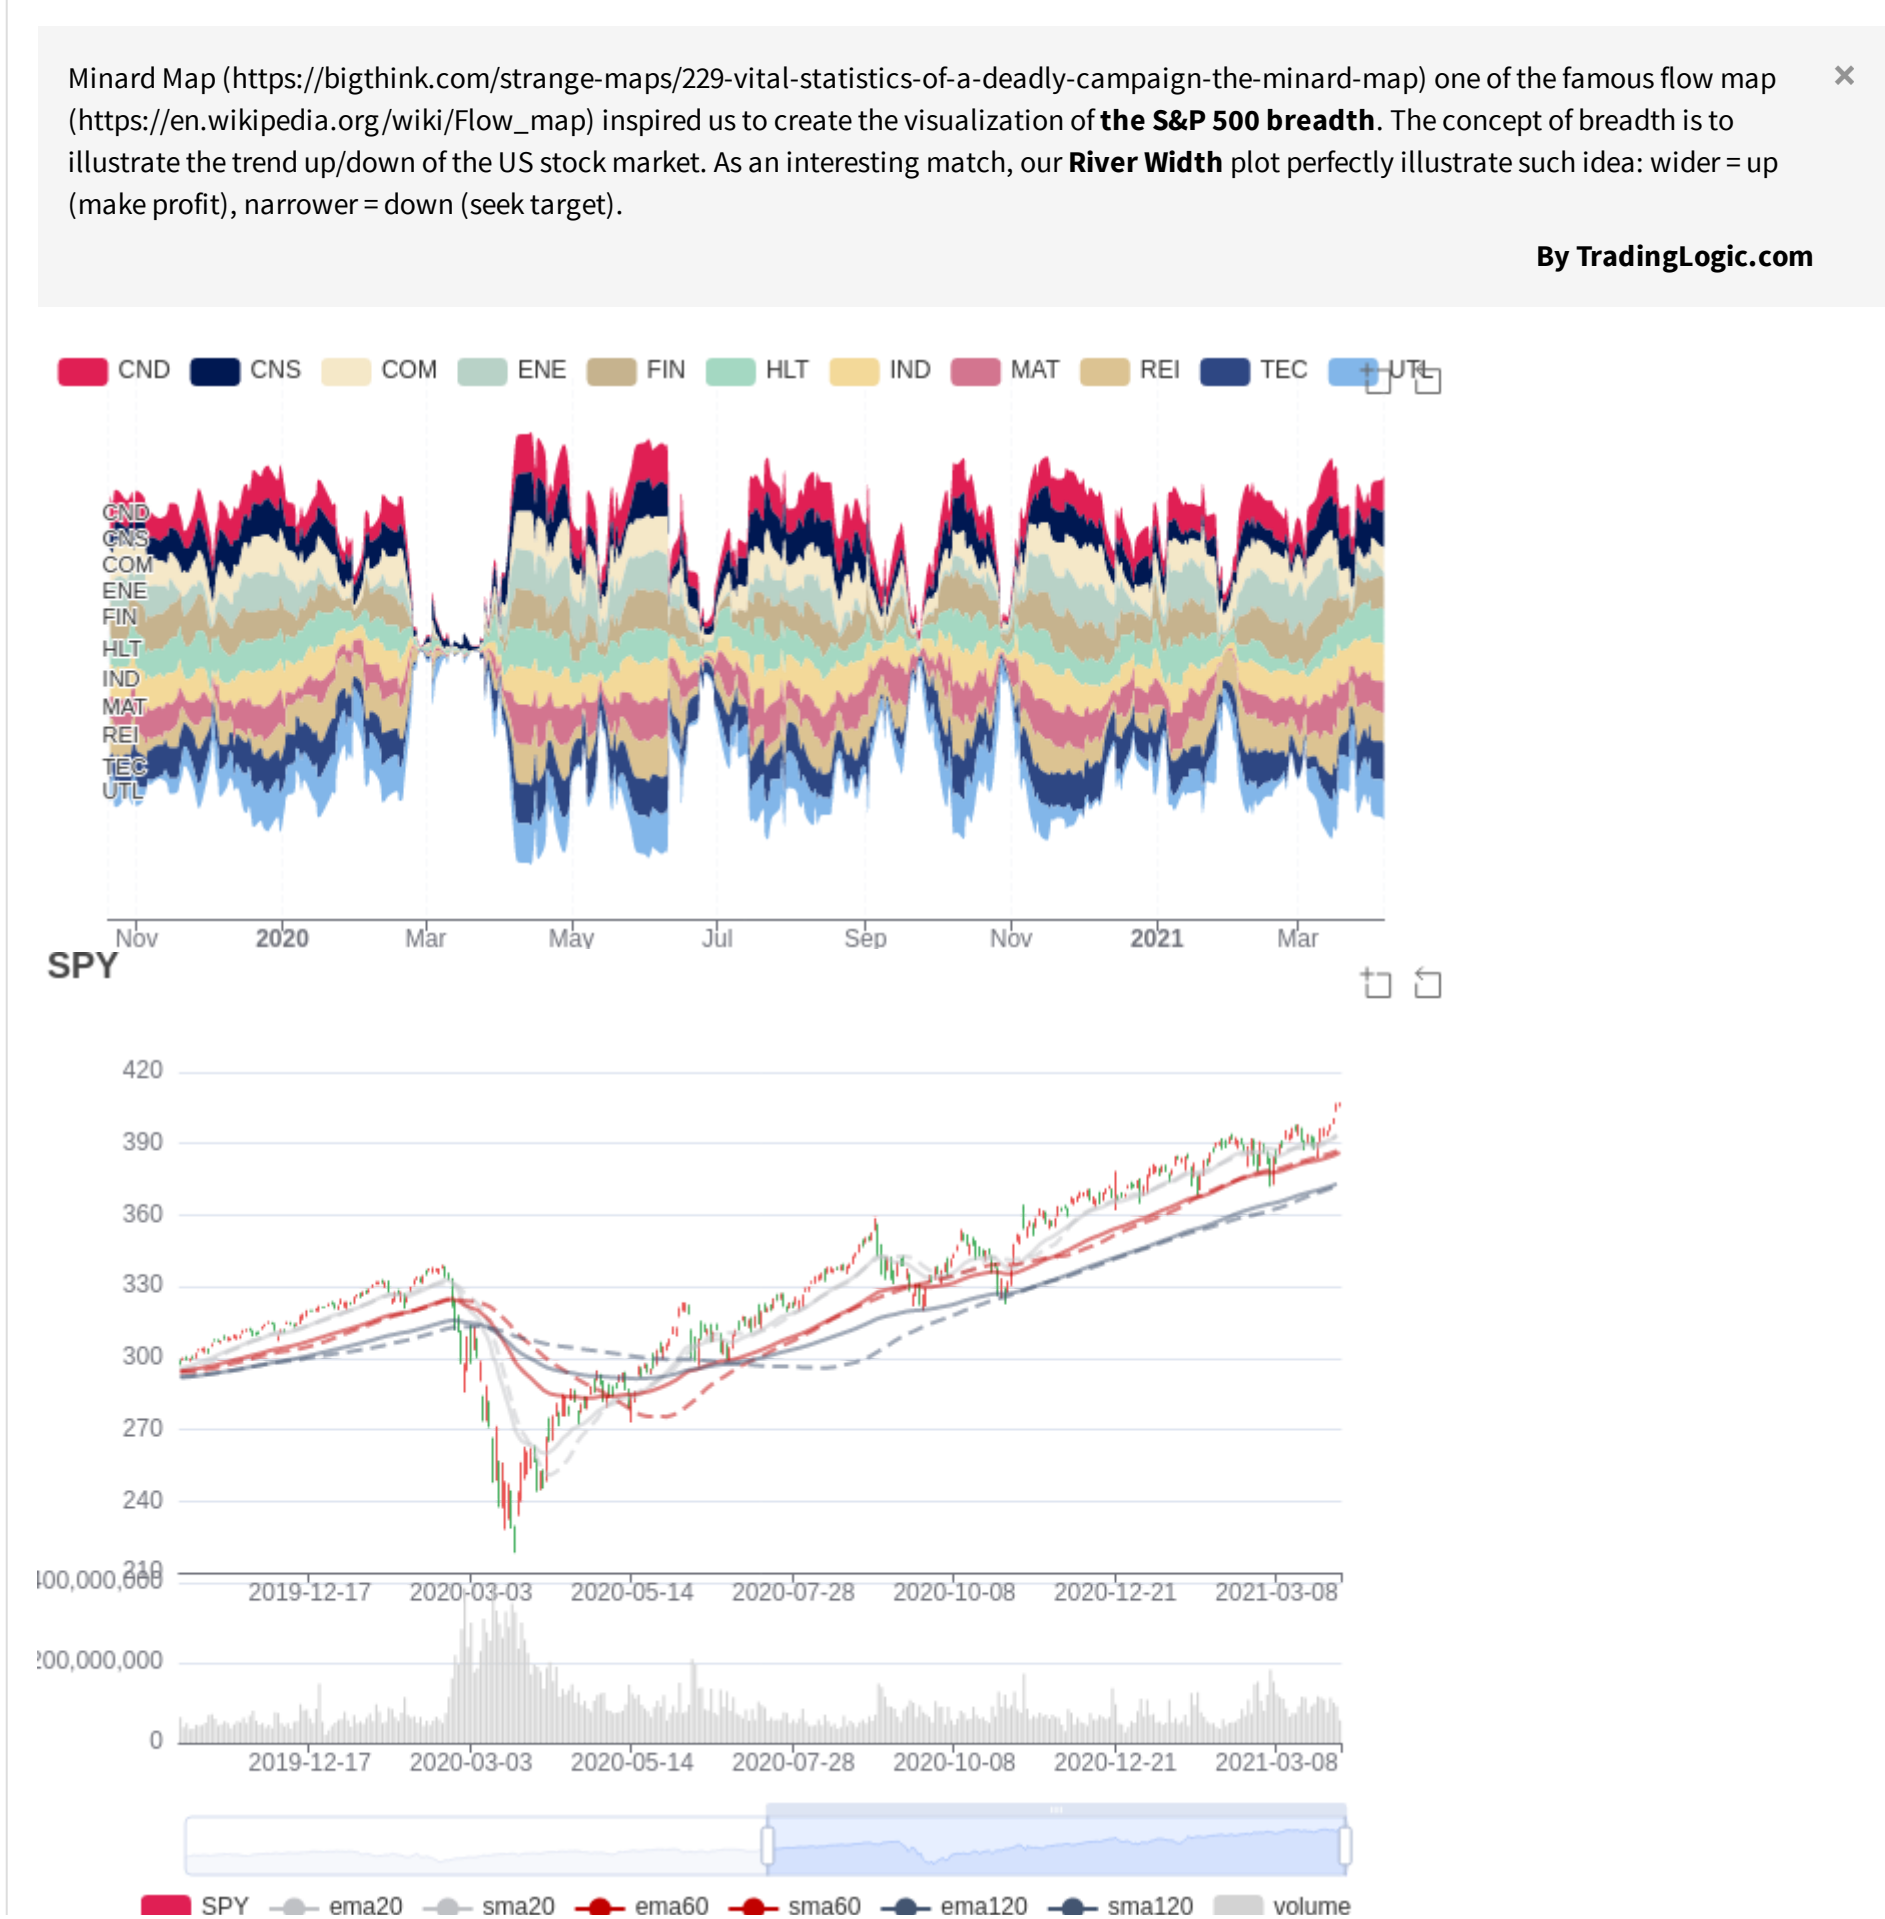 Minard Map (https://bigthink.com/strange-maps/229-vital-statistics-of-a-deadly-campaign-the-minard-map) one of the famous flow map
(https://en.wikipedia.org/wiki/Flow_map) inspired us to create the visualization of the S&P 500 breadth. The concept of breadth is to
illustrate the trend up/down of the US stock market. As an interesting match, our River Width plot perfectly illustrate such idea: wider = up
(make profit), narrower = down (seek target).
×
By TradingLogic.com
CND CNS COM ENE FIN HLT IND MAT REI TEC UTL
CND
CNS
COM
ENE
FIN
HLT
IND
MAT
REI
TEC
UTL
Nov 2020 Mar May Jul Sep Nov 2021 Mar
SPY
420
390
360
330
300
270
240
210
2019-12-17 2020-03-03 2020-05-14 2020-07-28 2020-10-08 2020-12-21 2021-03-08
400,000,000
200,000,000
0
2019-12-17 2020-03-03 2020-05-14 2020-07-28 2020-10-08 2020-12-21 2021-03-08
SPY ema20 sma20 ema60 sma60 ema120 sma120 volume